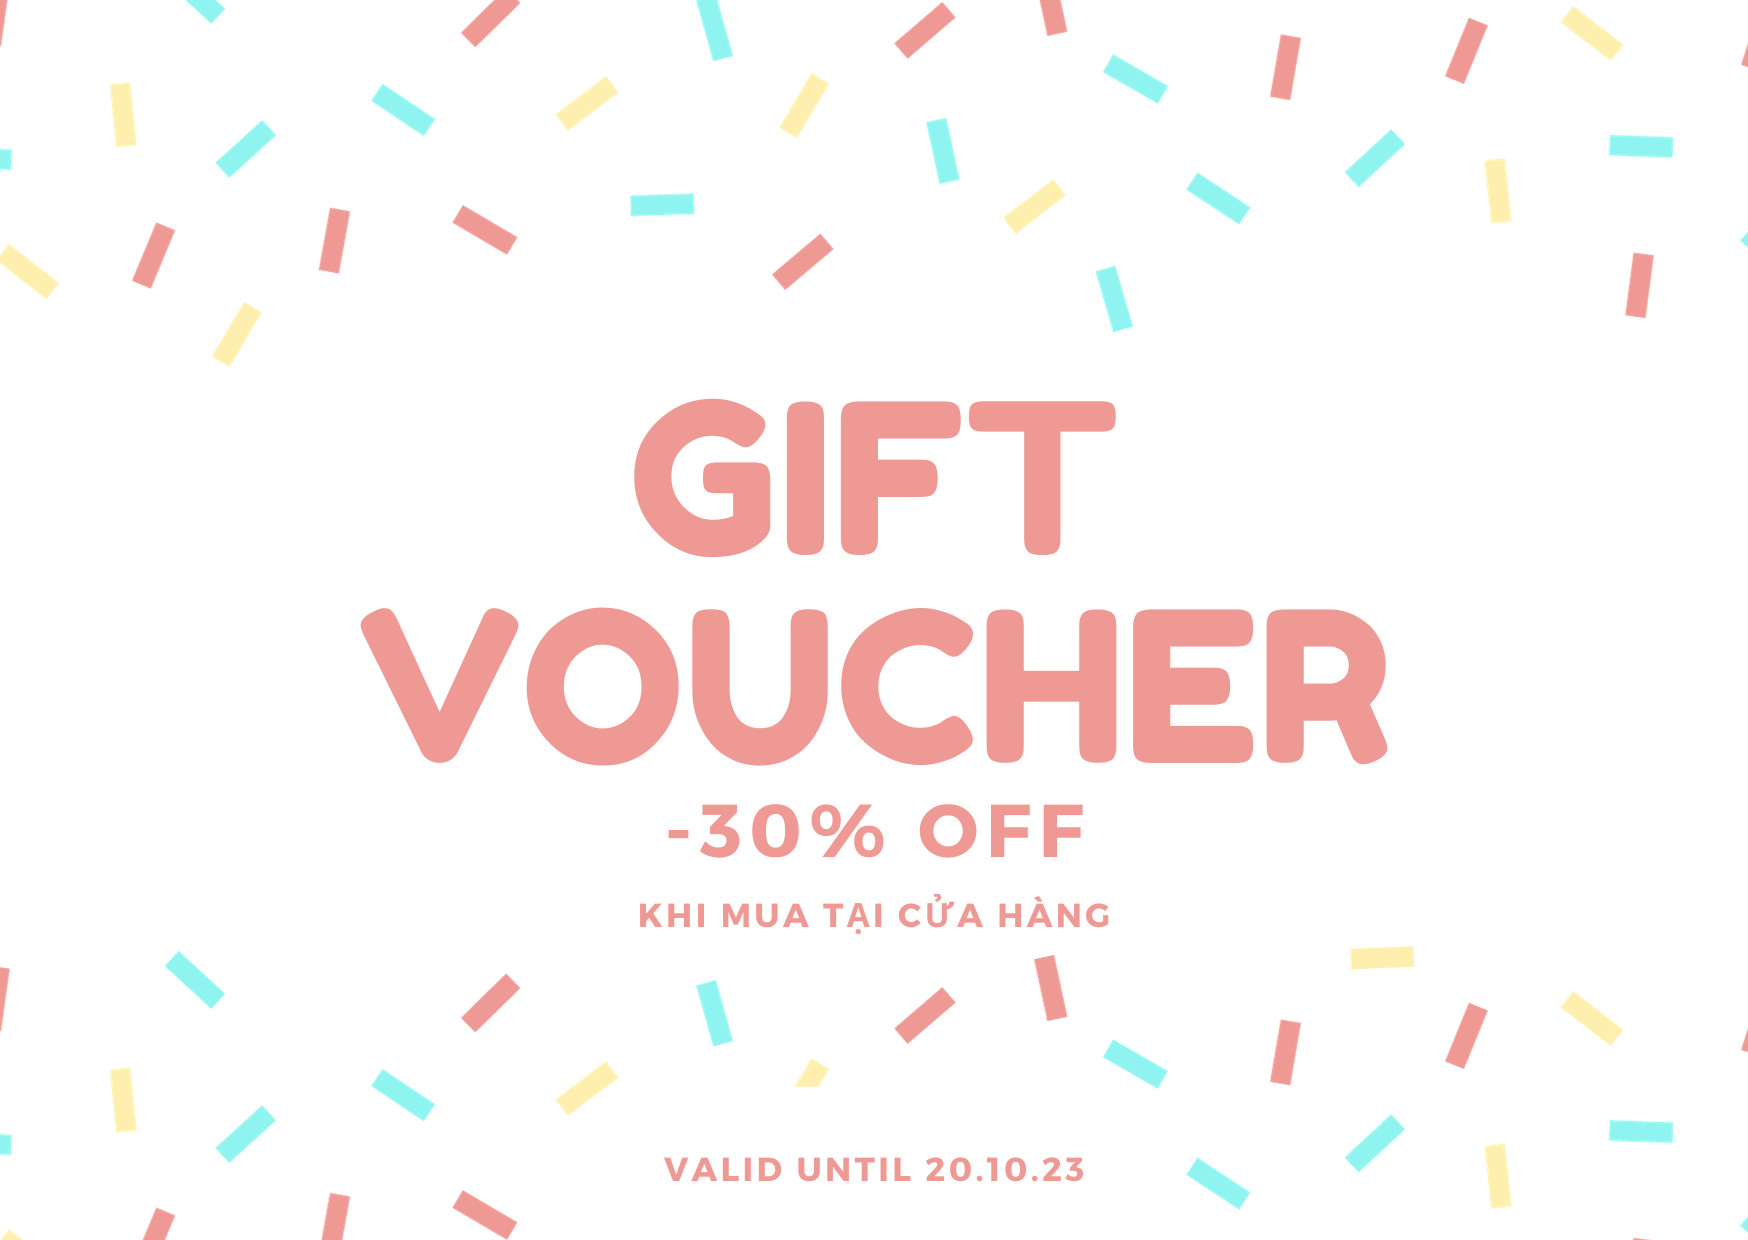 GIFT
VOUCHER
-30% OFF
KHI MUA TẠI CỬA HÀNG
VALID UNTIL 20.10.23